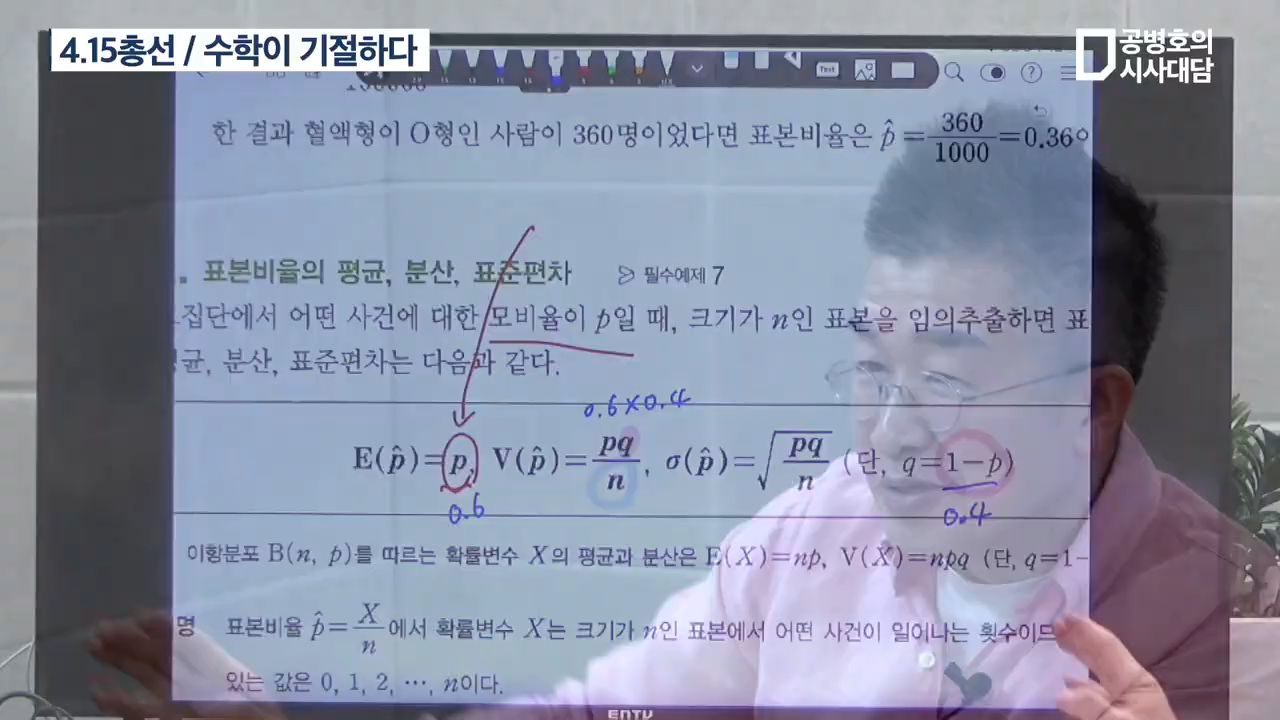 4.15총선 / 수학이 기절하다
공병호의
시사대담
Text
한 결과 혈액형이 O형인 사람이 360명이었다면 표본비율은 p̂ = 360/1000 = 0.36
표본비율의 평균, 분산, 표준편차 필수예제 7
집단에서 어떤 사건에 대한 모비율이 p일 때, 크기가 n인 표본을 임의추출하면 표
균, 분산, 표준편차는 다음과 같다.
0.6×0.4
E(p̂)=p, V(p̂)=pq/n, σ(p̂)=√(pq/n) (단, q=1−p)
0.6 0.4
이항분포 B(n, p)를 따르는 확률변수 X의 평균과 분산은 E(X)=np, V(X)=npq (단, q=1−
명 표본비율 p̂=X/n에서 확률변수 X는 크기가 n인 표본에서 어떤 사건이 일어나는 횟수이므
있는 값은 0, 1, 2, ⋯, n이다.